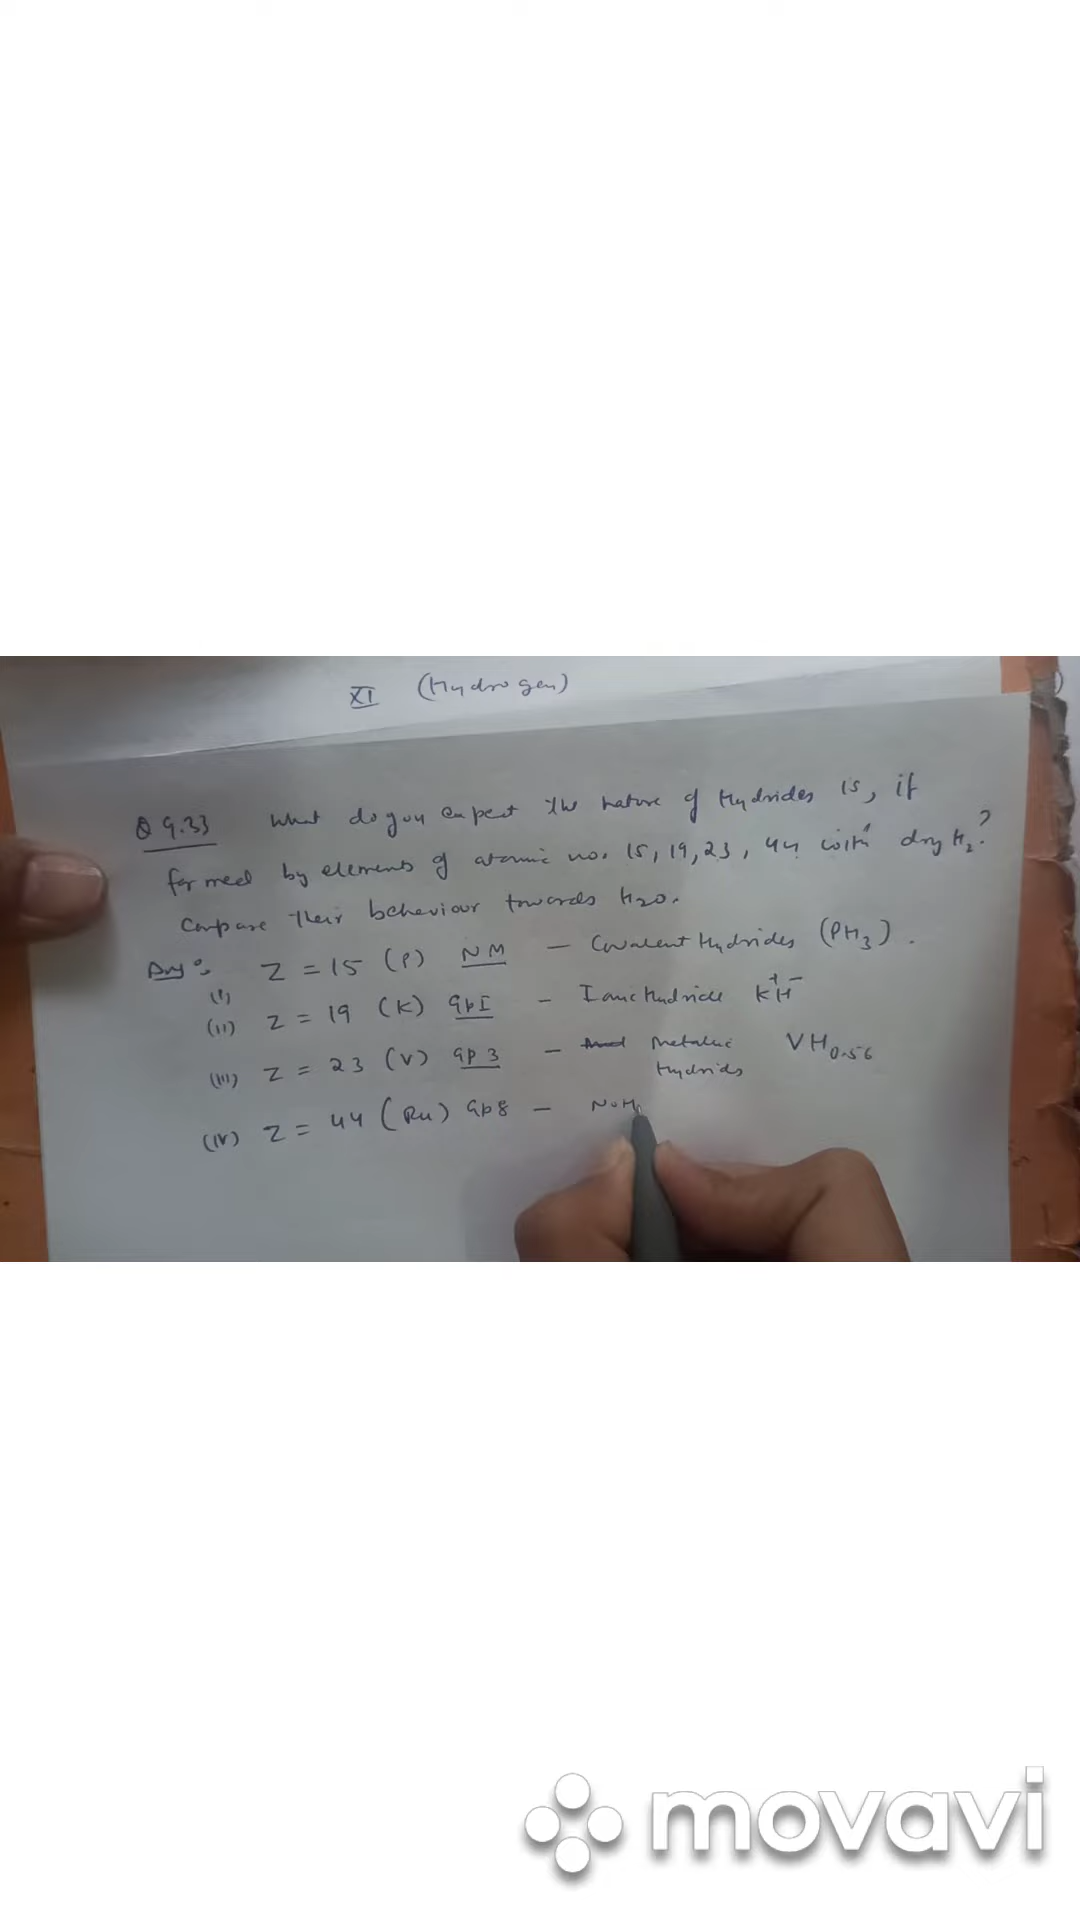 XI (Hydrogen)
Q 9.33 What do you expect the nature of Hydrides is, if
formed by elements of atomic no. 15, 19, 23, 44 with dry H2?
Compare their behaviour towards H2O.
Ans:
(i) Z = 15 (P) NM – Covalent Hydrides (PH3).
(ii) Z = 19 (K) Gp I – Ionic Hydride K+H-
(iii) Z = 23 (V) Gp 3 – Metallic Hydrids VH0.56
(iv) Z = 44 (Ru) Gp 8 – No H
movavi